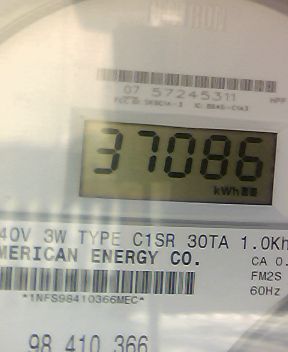 07 57245311
37086
kWh
40V 3W TYPE C1SR 30TA 1.0Kh
MERICAN ENERGY CO.
CA 0.
FM2S
60Hz
*1NFS98410366MEC*
98 410 366